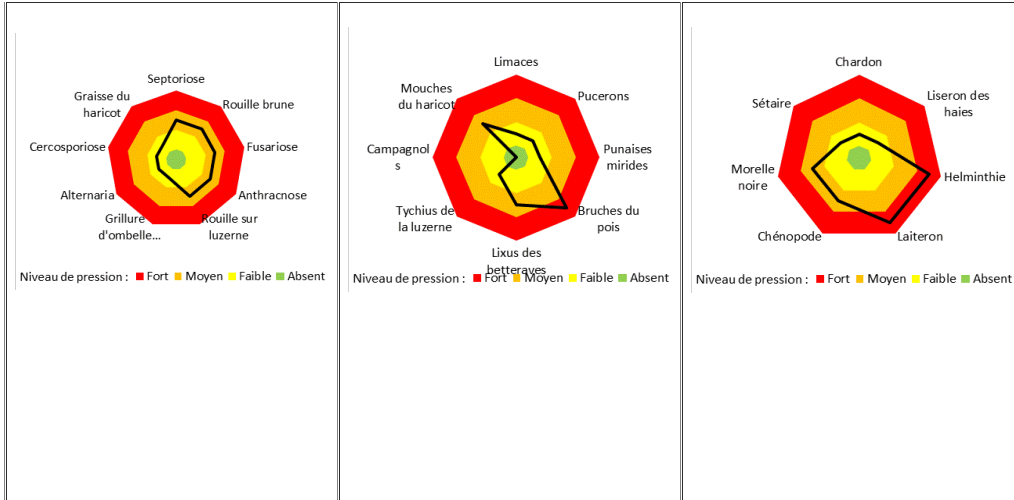 Septoriose
Graisse du
haricot
Rouille brune
Cercosporiose
Fusariose
Alternaria
Anthracnose
Grillure
d'ombelle...
Rouille sur
luzerne
Niveau de pression : Fort Moyen Faible Absent
Limaces
Mouches
du haricot
Pucerons
Campagnol
s
Punaises
mirides
Tychius de
la luzerne
Bruches du
pois
Lixus des
betteraves
Niveau de pression : Fort Moyen Faible Absent
Chardon
Sétaire
Liseron des
haies
Morelle
noire
Helminthie
Chénopode
Laiteron
Niveau de pression : Fort Moyen Faible Absent